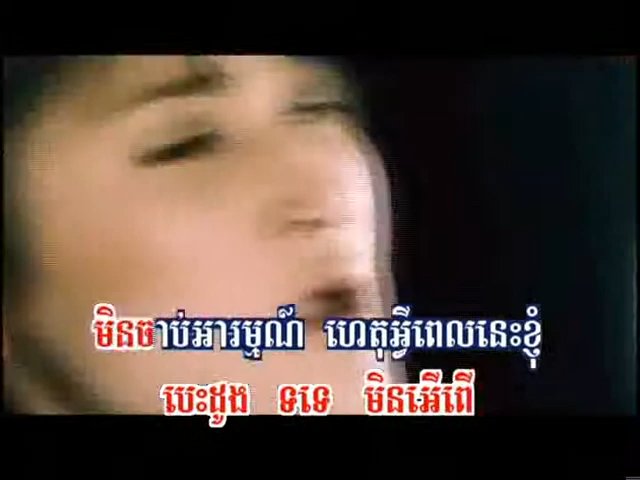 មិនចាប់អារម្មណ៍ ហេតុអ្វីពេលនេះខ្ញុំ
បេះដូង ទទេ មិនអើពើ